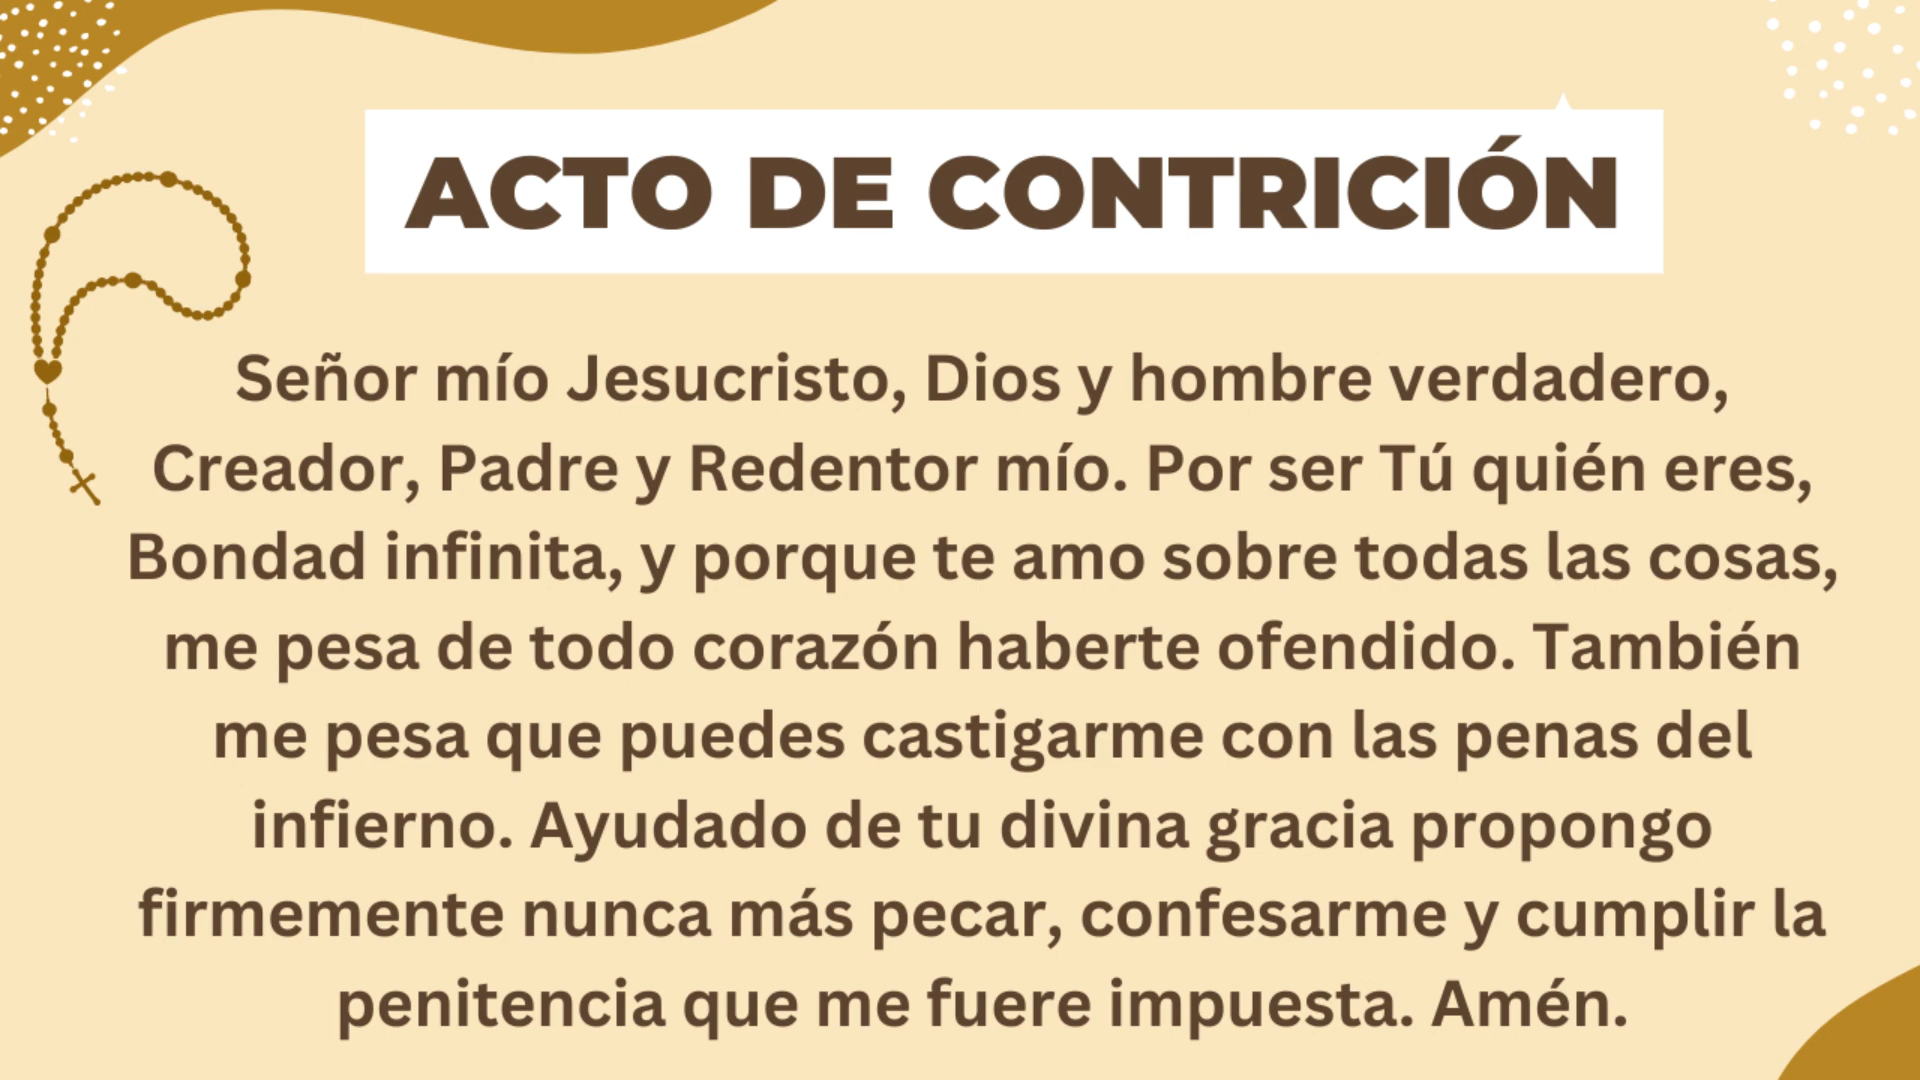 ACTO DE CONTRICIÓN
Señor mío Jesucristo, Dios y hombre verdadero,
Creador, Padre y Redentor mío. Por ser Tú quién eres,
Bondad infinita, y porque te amo sobre todas las cosas,
me pesa de todo corazón haberte ofendido. También
me pesa que puedes castigarme con las penas del
infierno. Ayudado de tu divina gracia propongo
firmemente nunca más pecar, confesarme y cumplir la
penitencia que me fuere impuesta. Amén.